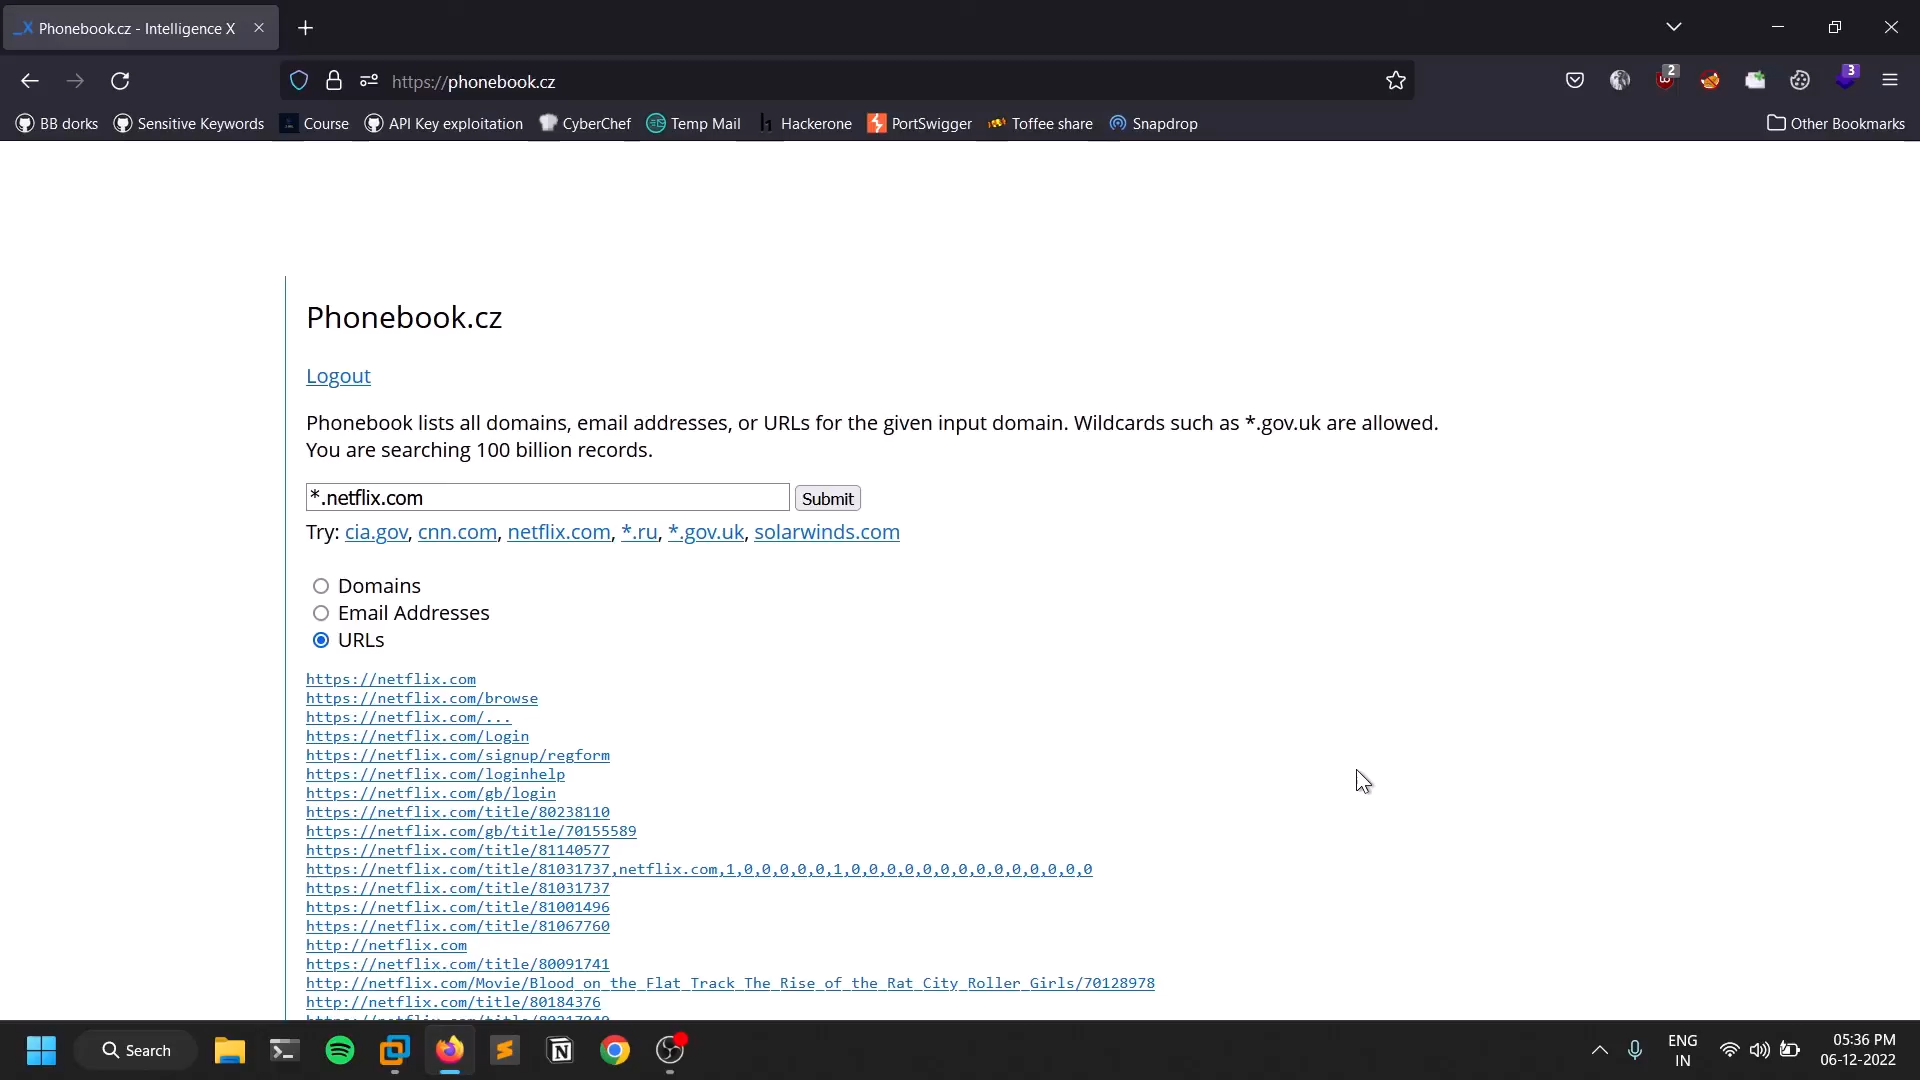 Phonebook.cz - Intelligence X
https://phonebook.cz
2
3
BB dorks
Sensitive Keywords
Course
API Key exploitation
CyberChef
Temp Mail
Hackerone
PortSwigger
Toffee share
Snapdrop
Other Bookmarks
Phonebook.cz
Logout
Phonebook lists all domains, email addresses, or URLs for the given input domain. Wildcards such as *.gov.uk are allowed.
You are searching 100 billion records.
*.netflix.com Submit
Try: cia.gov, cnn.com, netflix.com, *.ru, *.gov.uk, solarwinds.com
Domains
Email Addresses
URLs
https://netflix.com
https://netflix.com/browse
https://netflix.com/...
https://netflix.com/Login
https://netflix.com/signup/regform
https://netflix.com/loginhelp
https://netflix.com/gb/login
https://netflix.com/title/80238110
https://netflix.com/gb/title/70155589
https://netflix.com/title/81140577
https://netflix.com/title/81031737,netflix.com,1,0,0,0,0,0,1,0,0,0,0,0,0,0,0,0,0,0,0,0,0
https://netflix.com/title/81031737
https://netflix.com/title/81001496
https://netflix.com/title/81067760
http://netflix.com
https://netflix.com/title/80091741
http://netflix.com/Movie/Blood_on_the_Flat_Track_The_Rise_of_the_Rat_City_Roller_Girls/70128978
http://netflix.com/title/80184376
Search
ENG
IN
05:36 PM
06-12-2022